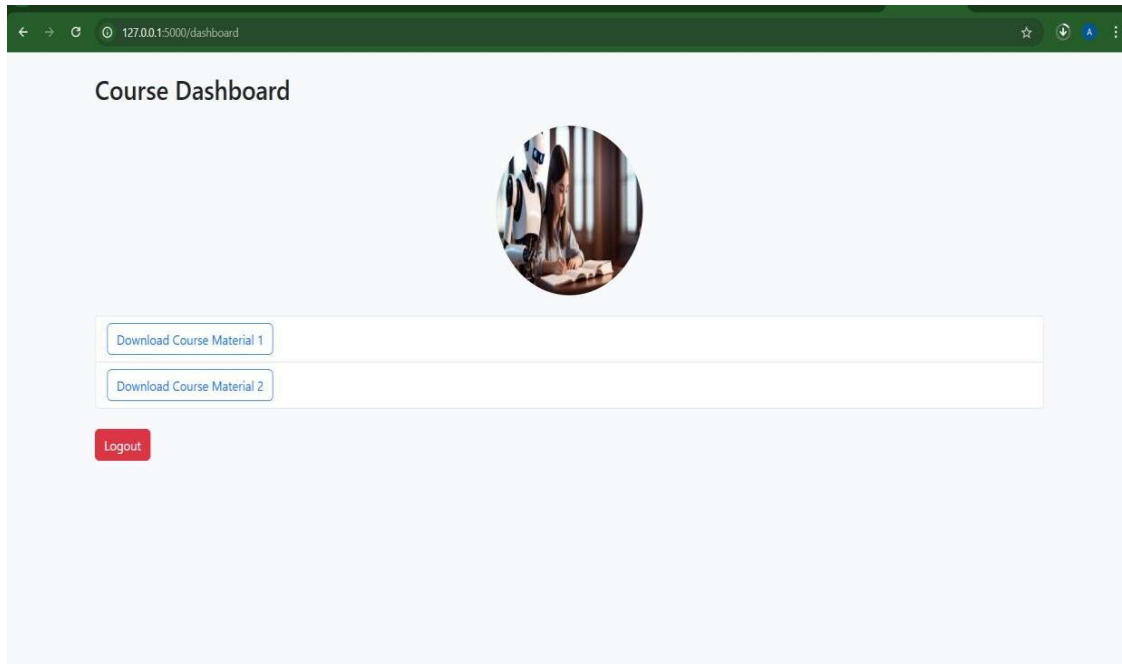 127.0.0.1:5000/dashboard
A
Course Dashboard
Download Course Material 1
Download Course Material 2
Logout